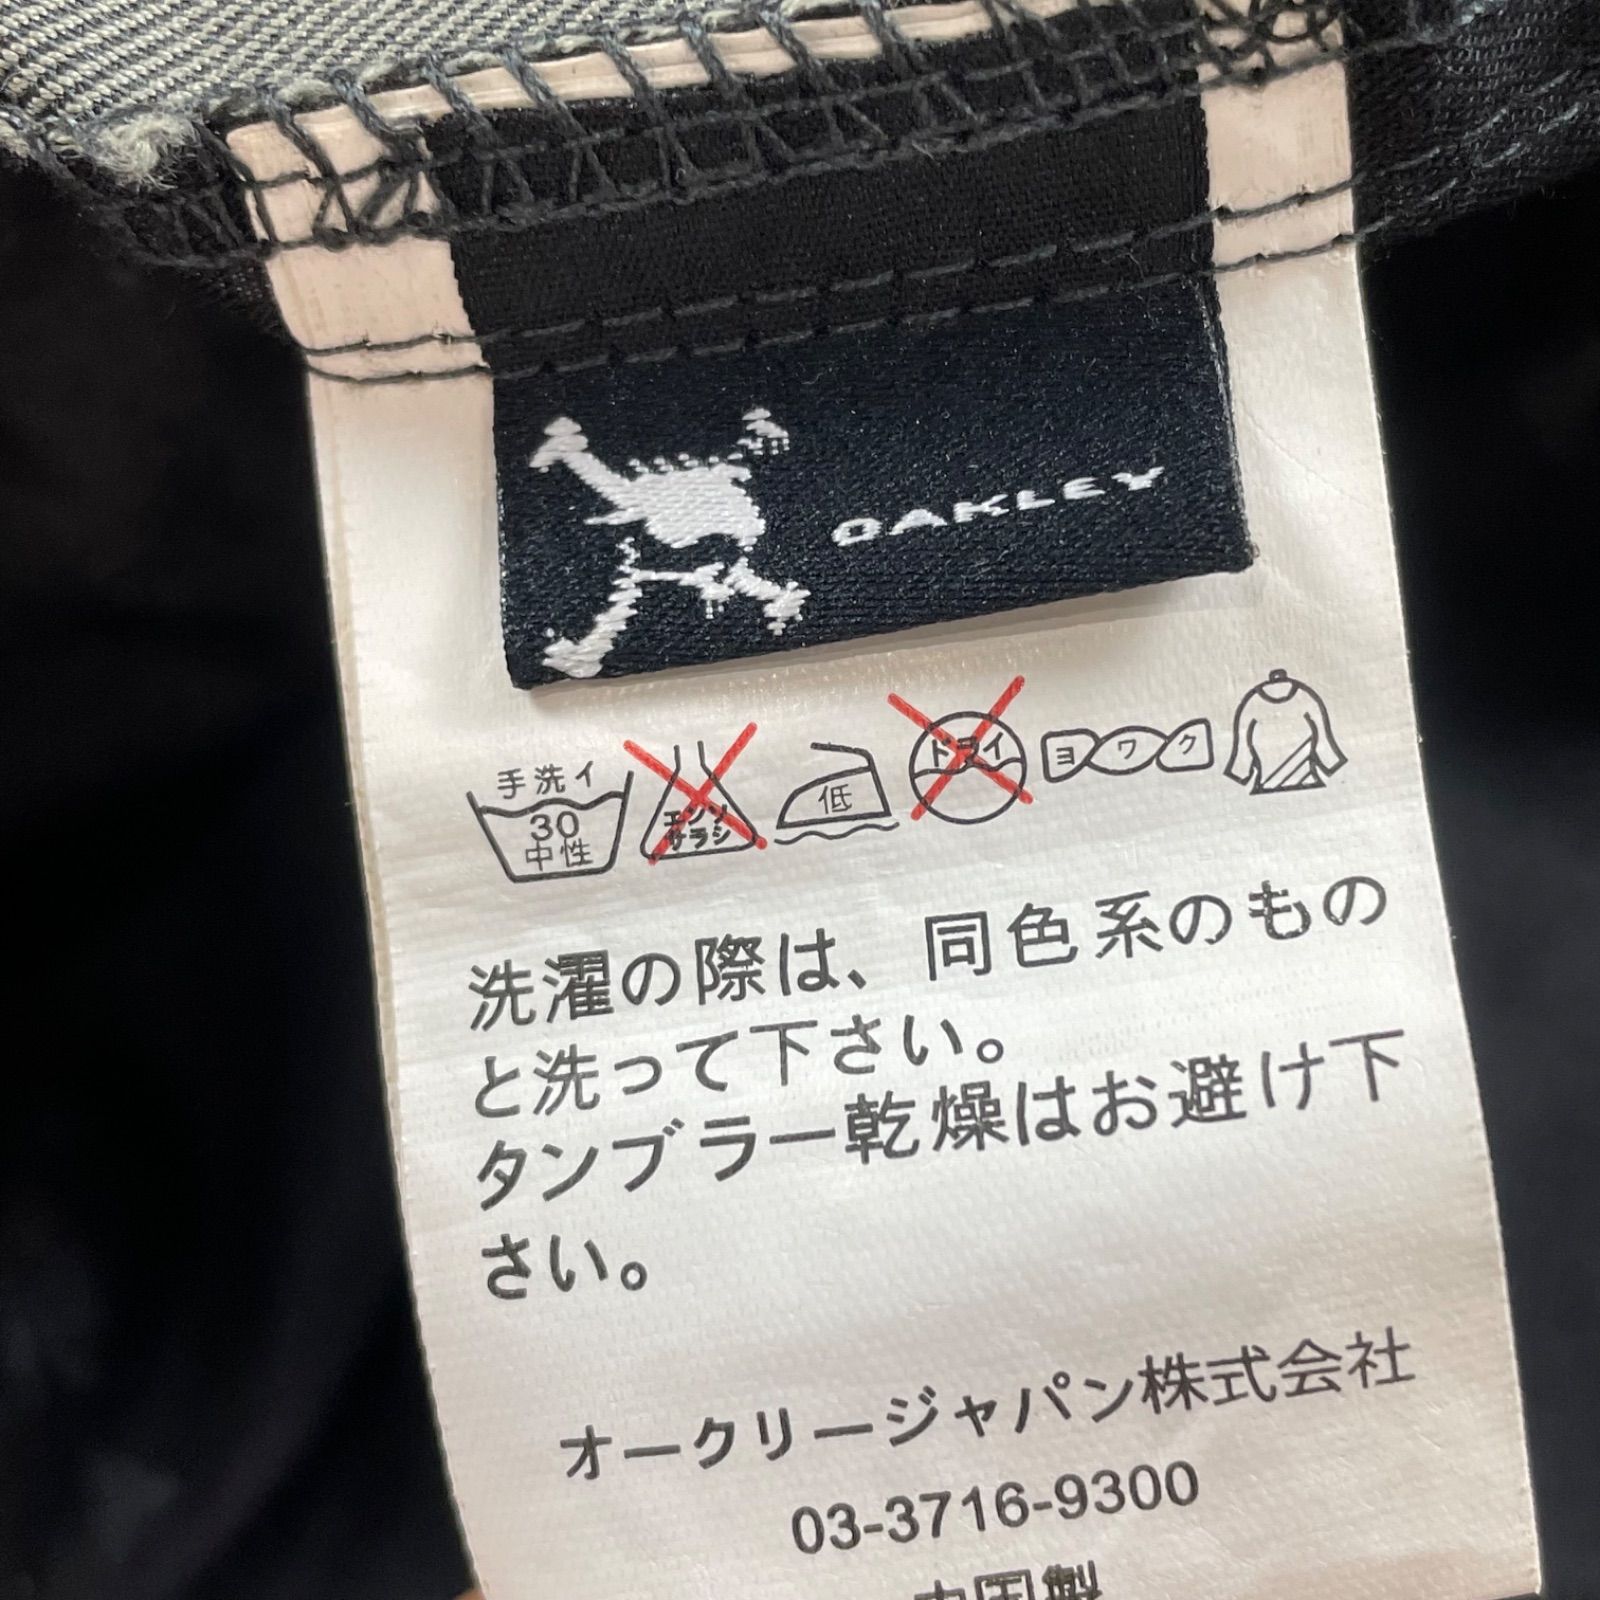 OAKLEY
手洗イ
30
中性
エンソ
サラシ
低
ドライ
ヨワク
洗濯の際は、同色系のもの
と洗って下さい。
タンブラー乾燥はお避け下
さい。
オークリージャパン株式会社
03-3716-9300
中国製